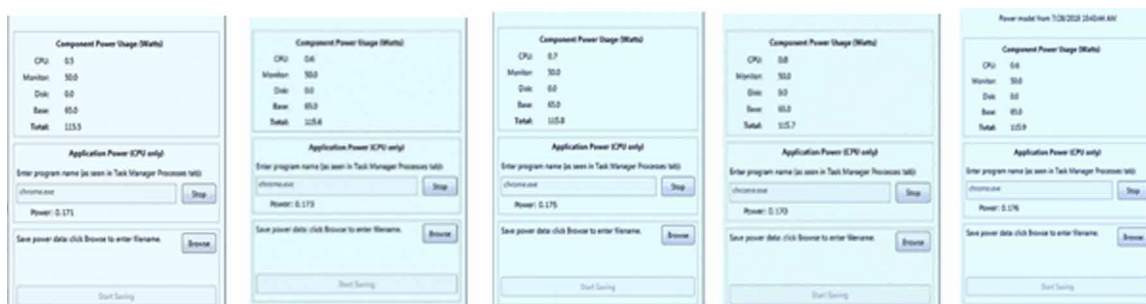 Component Power Usage (Watts)
CPU: 0.5
Monitor: 50.0
Disk: 0.0
Base: 65.0
Total: 115.5
Application Power (CPU only)
Enter program name (as seen in Task Manager Processes tab)
chrome.exe
Stop
Power: 0.171
Save power data: click Browse to enter filename.
Browse
Start Saving
Component Power Usage (Watts)
CPU: 0.6
Monitor: 50.0
Disk: 0.0
Base: 65.0
Total: 115.6
Application Power (CPU only)
Enter program name (as seen in Task Manager Processes tab)
chrome.exe
Stop
Power: 0.173
Save power data: click Browse to enter filename.
Browse
Start Saving
Component Power Usage (Watts)
CPU: 0.7
Monitor: 50.0
Disk: 0.0
Base: 65.0
Total: 115.8
Application Power (CPU only)
Enter program name (as seen in Task Manager Processes tab)
chrome.exe
Stop
Power: 0.175
Save power data: click Browse to enter filename.
Browse
Start Saving
Component Power Usage (Watts)
CPU: 0.8
Monitor: 50.0
Disk: 0.0
Base: 65.0
Total: 115.7
Application Power (CPU only)
Enter program name (as seen in Task Manager Processes tab)
chrome.exe
Stop
Power: 0.170
Save power data: click Browse to enter filename.
Browse
Start Saving
Power model from 7/28/2018 AM
Component Power Usage (Watts)
CPU: 0.6
Monitor: 50.0
Disk: 0.0
Base: 65.0
Total: 115.9
Application Power (CPU only)
Enter program name (as seen in Task Manager Processes tab)
chrome.exe
Stop
Power: 0.176
Save power data: click Browse to enter filename.
Browse
Start Saving